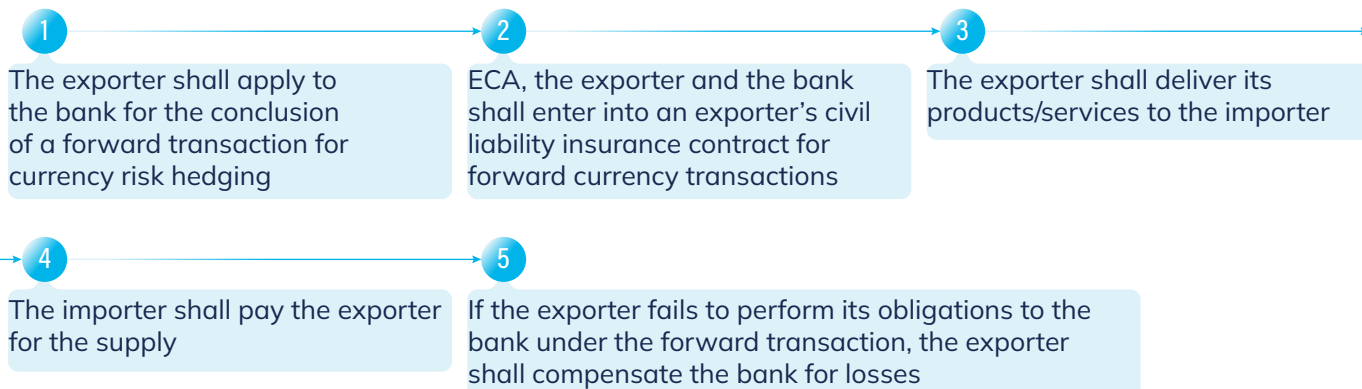 1
The exporter shall apply to
the bank for the conclusion
of a forward transaction for
currency risk hedging
2
ECA, the exporter and the bank
shall enter into an exporter’s civil
liability insurance contract for
forward currency transactions
3
The exporter shall deliver its
products/services to the importer
4
The importer shall pay the exporter
for the supply
5
If the exporter fails to perform its obligations to the
bank under the forward transaction, the exporter
shall compensate the bank for losses